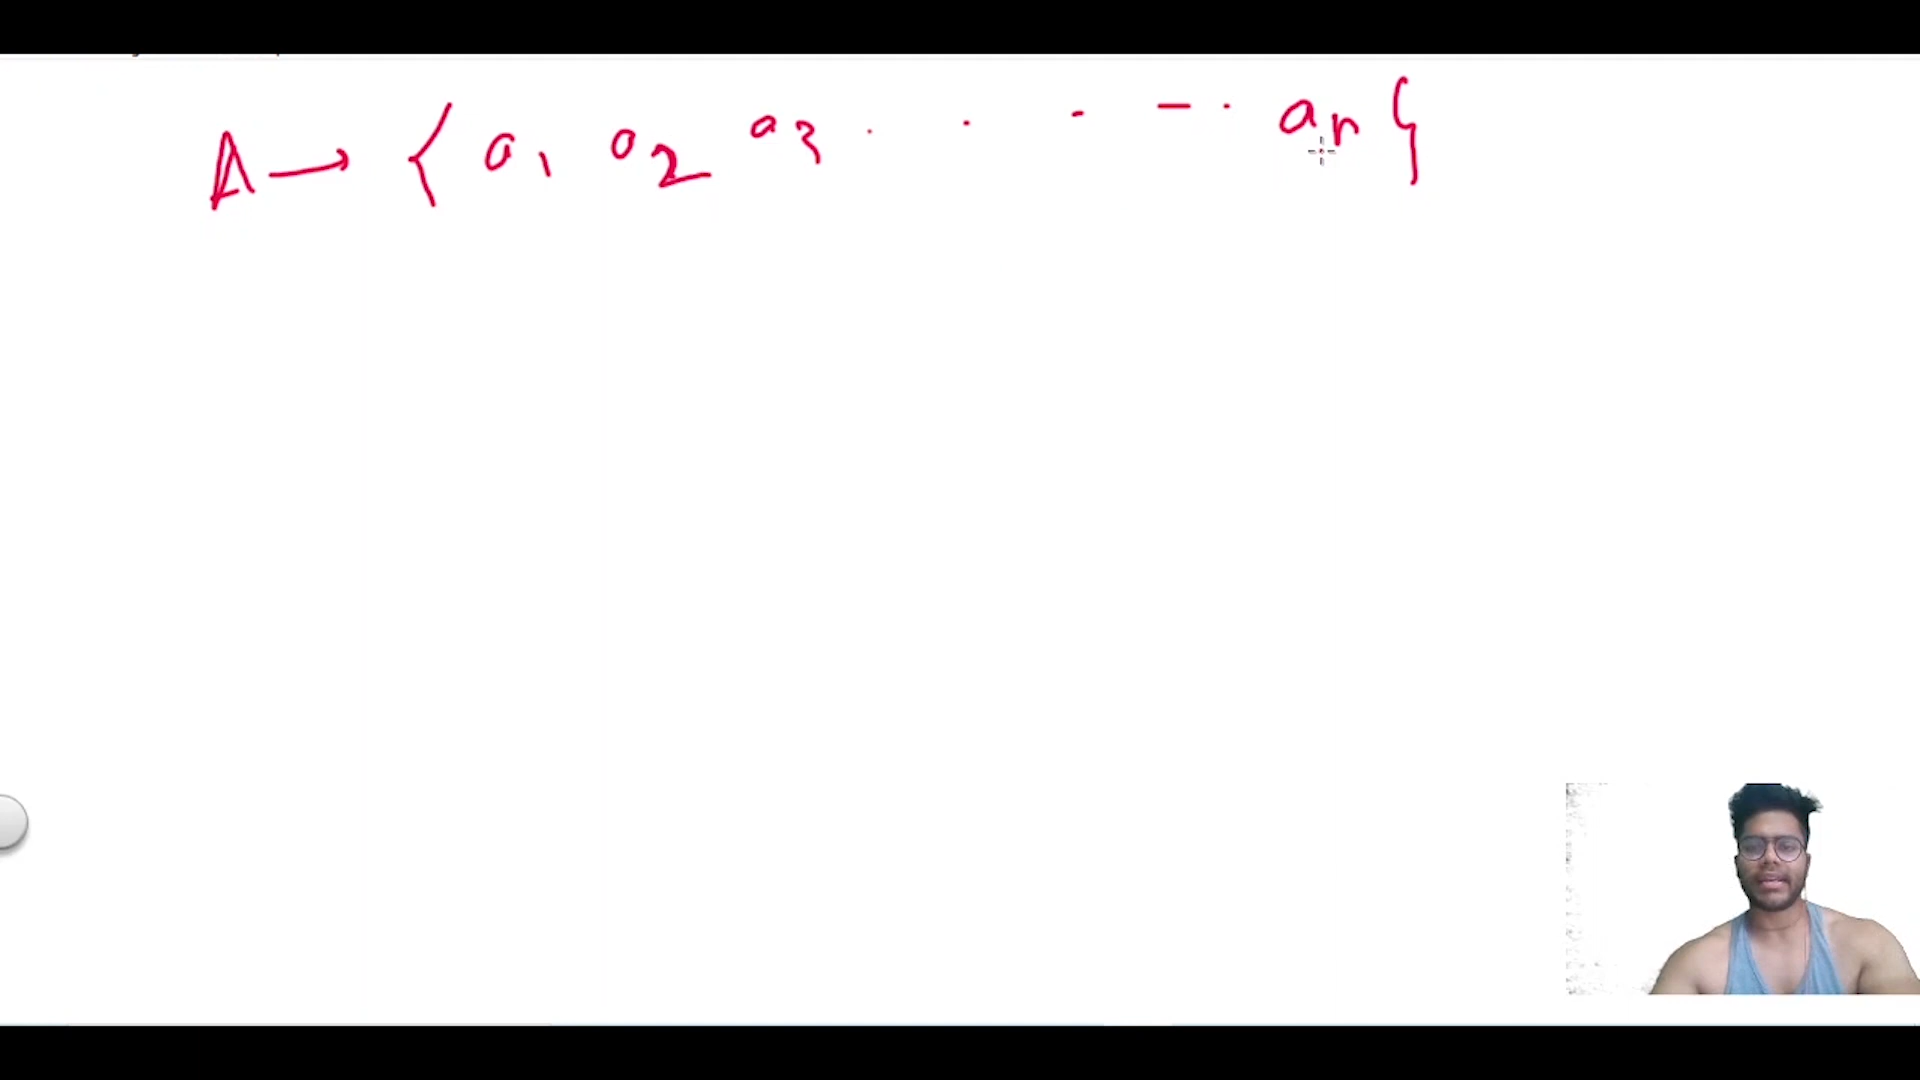 A → { a1 a2 a3 . . . - . an }